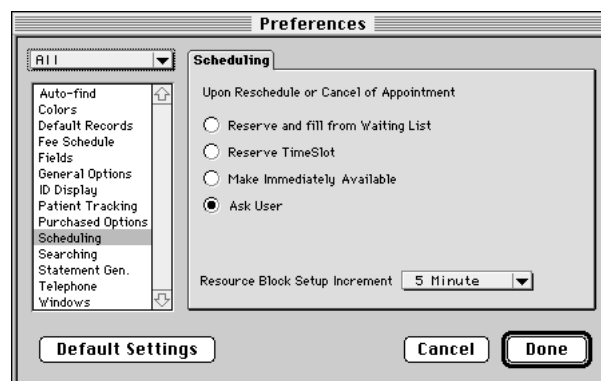 Preferences
All
Auto-find
Colors
Default Records
Fee Schedule
Fields
General Options
ID Display
Patient Tracking
Purchased Options
Scheduling
Searching
Statement Gen.
Telephone
Windows
Scheduling
Upon Reschedule or Cancel of Appointment
Reserve and fill from Waiting List
Reserve TimeSlot
Make Immediately Available
Ask User
Resource Block Setup Increment 5 Minute
Default Settings Cancel Done